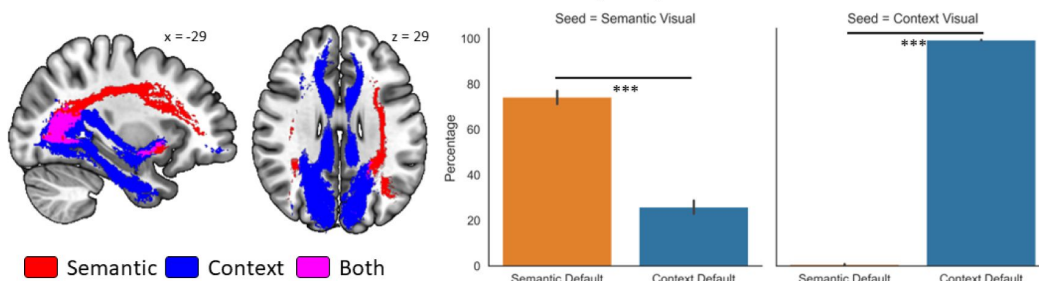 x = -29
z = 29
Semantic
Context
Both
Seed = Semantic Visual
Seed = Context Visual
Percentage
100
80
60
40
20
0
***
***
Semantic Default
Context Default
Semantic Default
Context Default